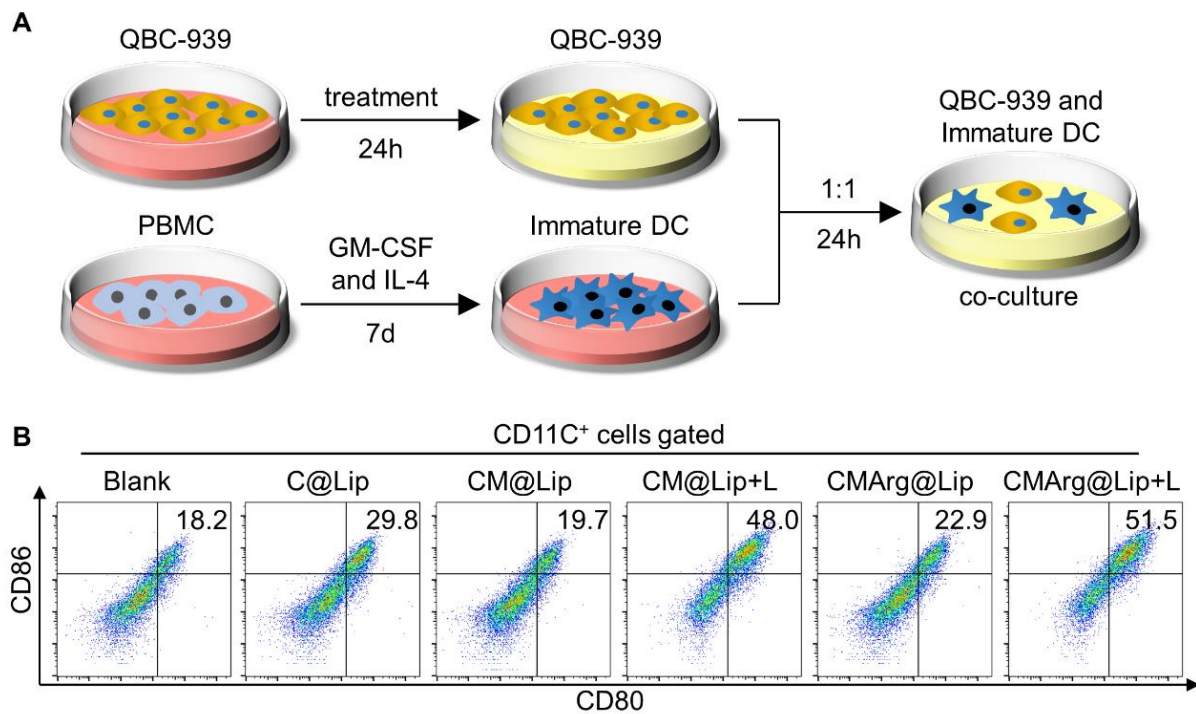 A
QBC-939
treatment
24h
QBC-939
PBMC
GM-CSF
and IL-4
7d
Immature DC
1:1
24h
QBC-939 and
Immature DC
co-culture
B
CD11C⁺ cells gated
Blank C@Lip CM@Lip CM@Lip+L CMArg@Lip CMArg@Lip+L
18.2 29.8 19.7 48.0 22.9 51.5
CD86
CD80